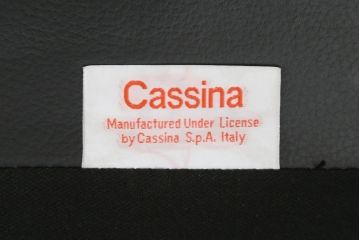 Cassina
Manufactured Under License
by Cassina S.p.A. Italy